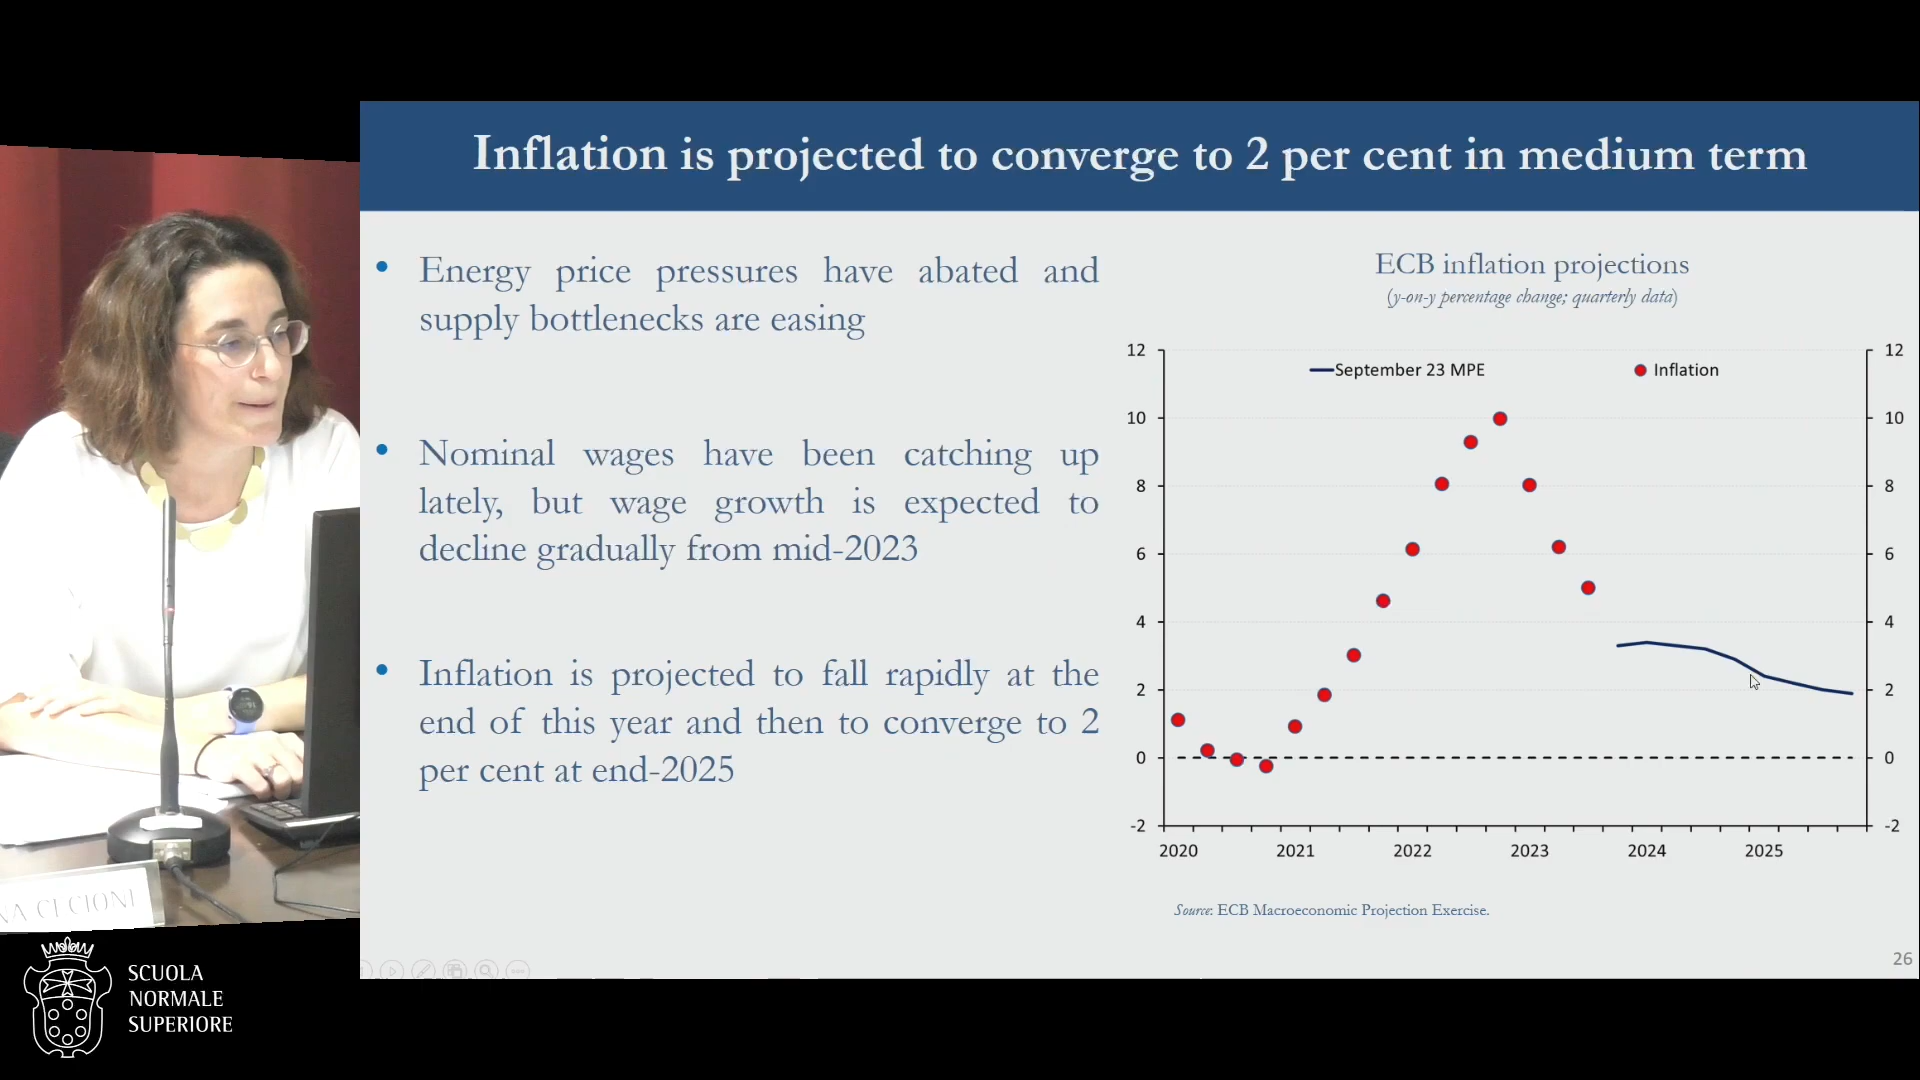 Inflation is projected to converge to 2 per cent in medium term
• Energy price pressures have abated and
supply bottlenecks are easing
• Nominal wages have been catching up
lately, but wage growth is expected to
decline gradually from mid-2023
• Inflation is projected to fall rapidly at the
end of this year and then to converge to 2
per cent at end-2025
ECB inflation projections
(y-on-y percentage change; quarterly data)
September 23 MPE
Inflation
12 12
10 10
8 8
6 6
4 4
2 2
0 0
-2 -2
2020 2021 2022 2023 2024 2025
Source: ECB Macroeconomic Projection Exercise.
26
SCUOLA
NORMALE
SUPERIORE